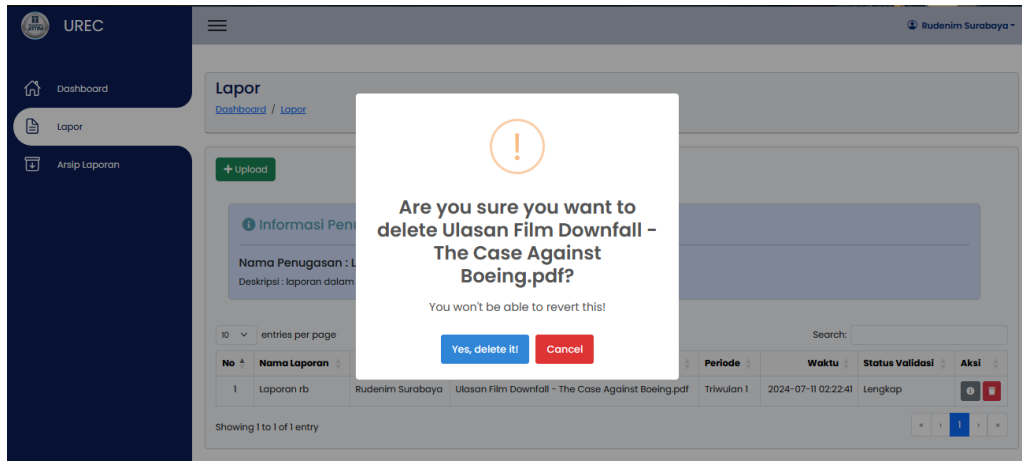 UREC
Rudenim Surabaya
Dashboard
Lapor
Arsip Laporan
Lapor
Dashboard / Lapor
+ Upload
Informasi Pen
Nama Penugasan : L
Deskripsi : laporan dalam
Are you sure you want to
delete Ulasan Film Downfall -
The Case Against
Boeing.pdf?
You won't be able to revert this!
Yes, delete it!
Cancel
10 entries per page
Search:
No Nama Laporan Periode Waktu Status Validasi Aksi
1 Laporan rb Rudenim Surabaya Ulasan Film Downfall - The Case Against Boeing.pdf Triwulan 1 2024-07-11 02:22:41 Lengkap
Showing 1 to 1 of 1 entry
« ‹ 1 › »